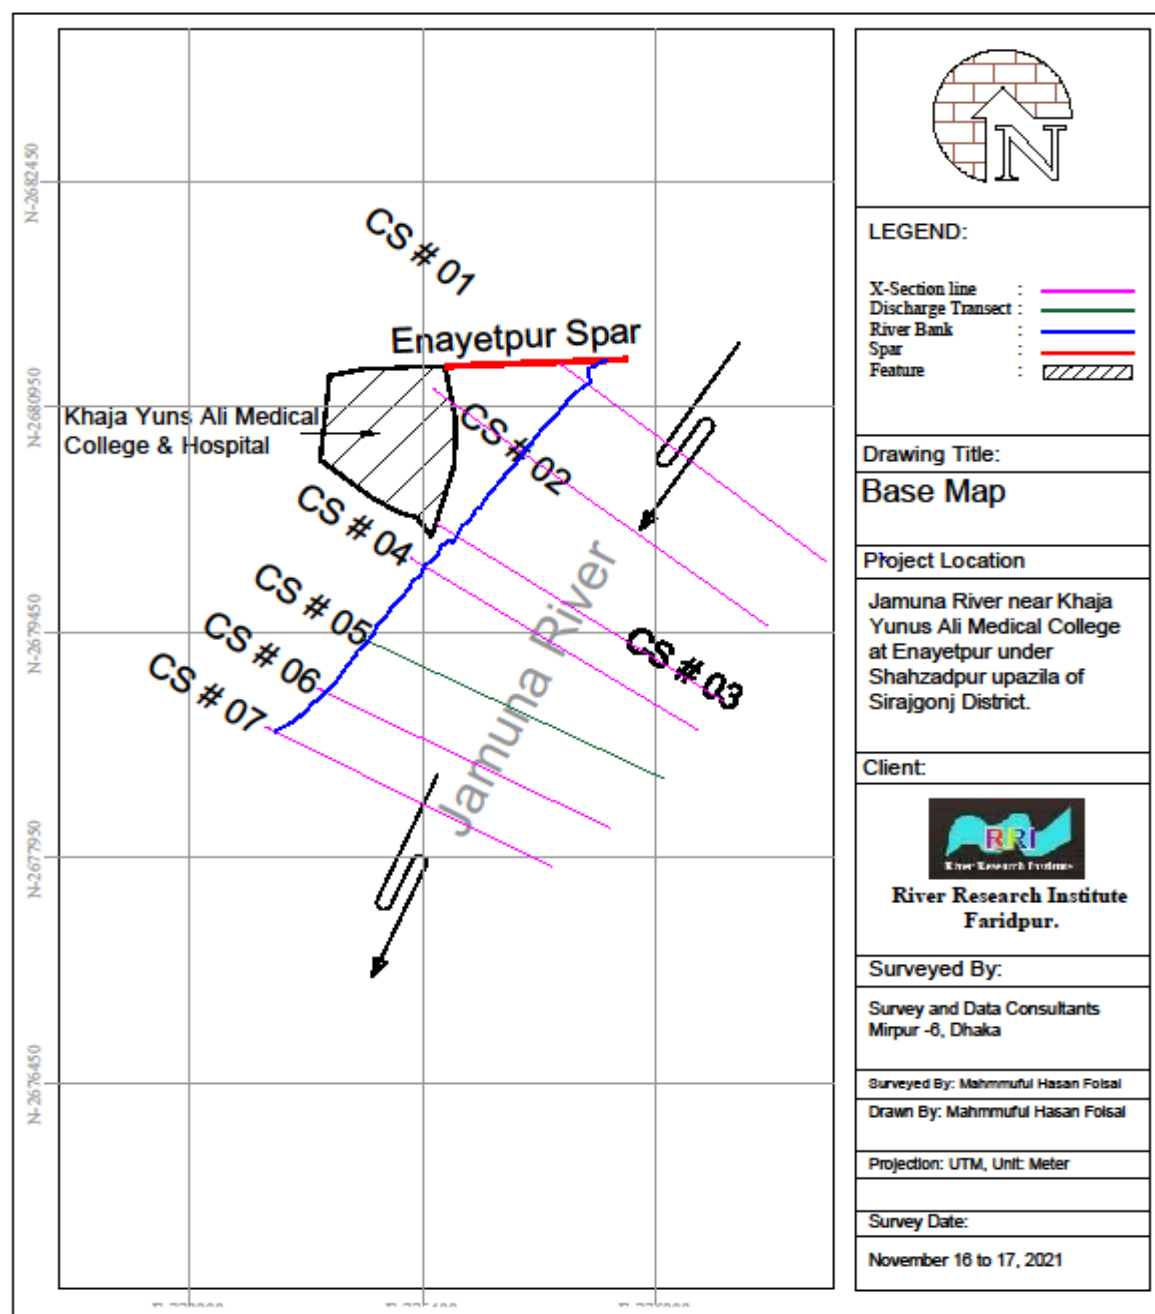 N-2682450
CS # 01
Enayetpur Spar
N-2680950
Khaja Yuns Ali Medical
College & Hospital
CS # 02
CS # 04
CS # 05
N-2679450
CS # 03
CS # 06
CS # 07
Jamuna River
N-2677950
N-2676450
N
LEGEND:
X-Section line :
Discharge Transect :
River Bank :
Spar :
Feature :
Drawing Title:
Base Map
Project Location
Jamuna River near Khaja
Yunus Ali Medical College
at Enayetpur under
Shahzadpur upazila of
Sirajgonj District.
Client:
RRI
River Research Institute
River Research Institute
Faridpur.
Surveyed By:
Survey and Data Consultants
Mirpur -6, Dhaka
Surveyed By: Mahmmuful Hasan Foisal
Drawn By: Mahmmuful Hasan Foisal
Projection: UTM, Unit: Meter
Survey Date:
November 16 to 17, 2021